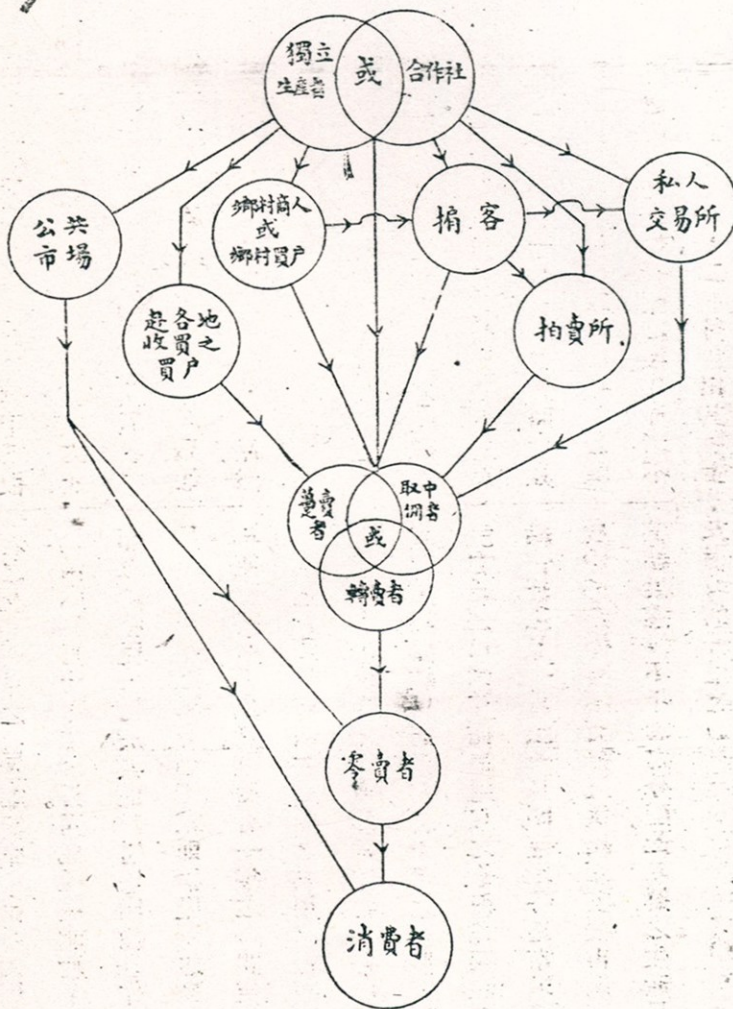 獨立
生產者
或
合作社
公共
市場
鄉村商人
或
鄉村買戶
掮客
私人
交易所
赴各地
收買之
買戶
拍賣所
躉賣
者
取中
佣者
或
轉賣者
零賣者
消費者